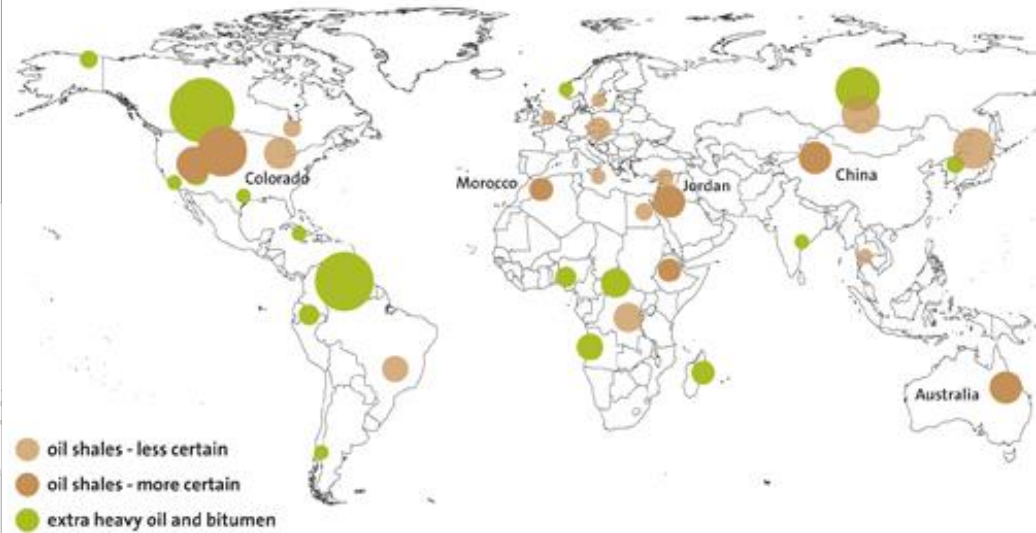 Colorado
Morocco
Jordan
China
Australia
oil shales - less certain
oil shales - more certain
extra heavy oil and bitumen